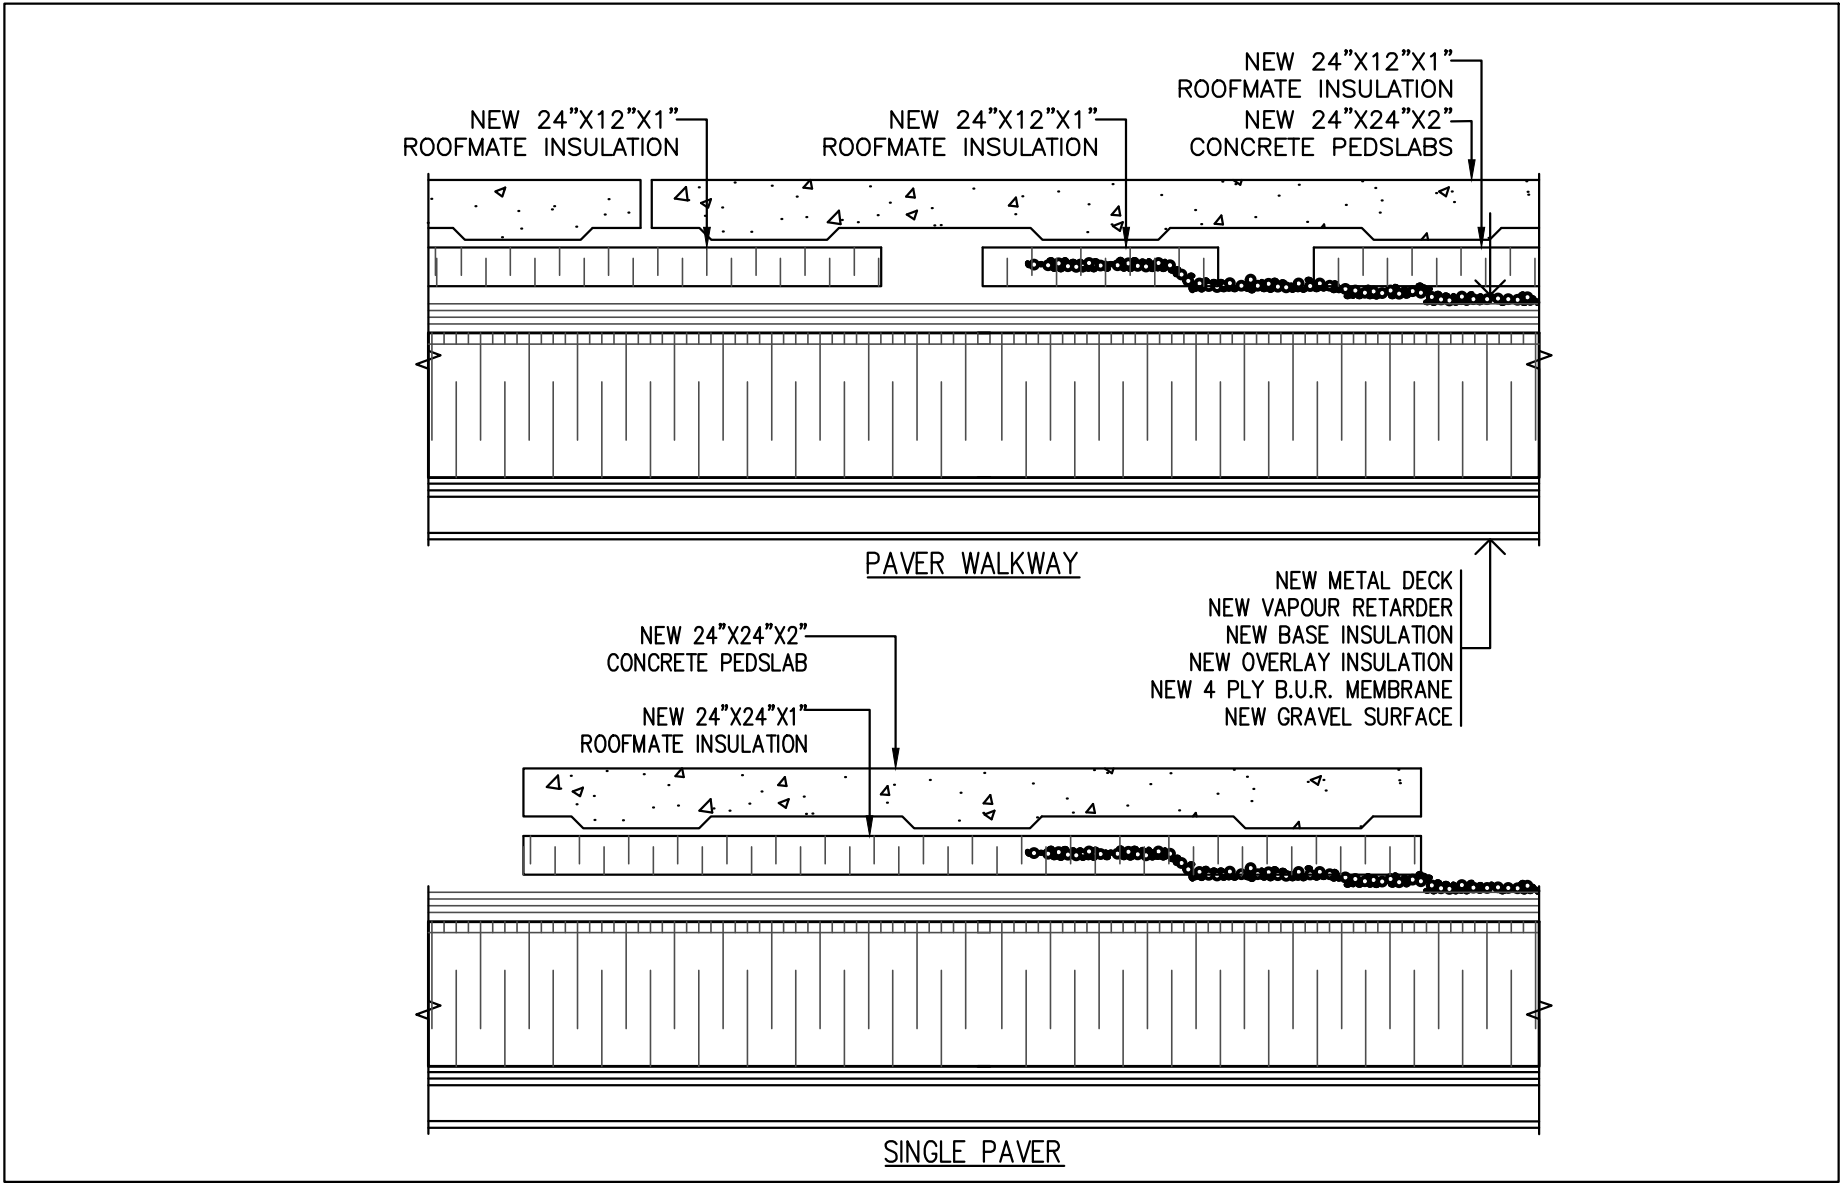 NEW 24"X12"X1"
ROOFMATE INSULATION
NEW 24"X12"X1"
ROOFMATE INSULATION
NEW 24"X12"X1"
ROOFMATE INSULATION
NEW 24"X24"X2"
CONCRETE PEDSLABS
PAVER WALKWAY
NEW METAL DECK
NEW VAPOUR RETARDER
NEW BASE INSULATION
NEW OVERLAY INSULATION
NEW 4 PLY B.U.R. MEMBRANE
NEW GRAVEL SURFACE
NEW 24"X24"X2"
CONCRETE PEDSLAB
NEW 24"X24"X1"
ROOFMATE INSULATION
SINGLE PAVER